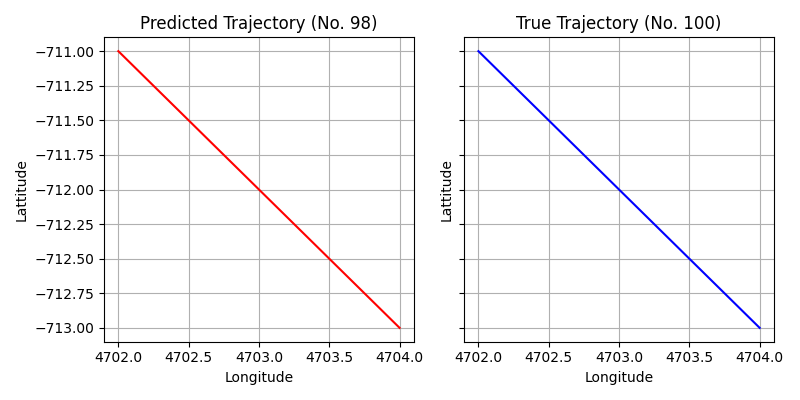 Predicted Trajectory (No. 98)
True Trajectory (No. 100)
−711.00
−711.25
−711.50
−711.75
−712.00
−712.25
−712.50
−712.75
−713.00
Lattitude
Lattitude
4702.0 4702.5 4703.0 4703.5 4704.0
4702.0 4702.5 4703.0 4703.5 4704.0
Longitude
Longitude